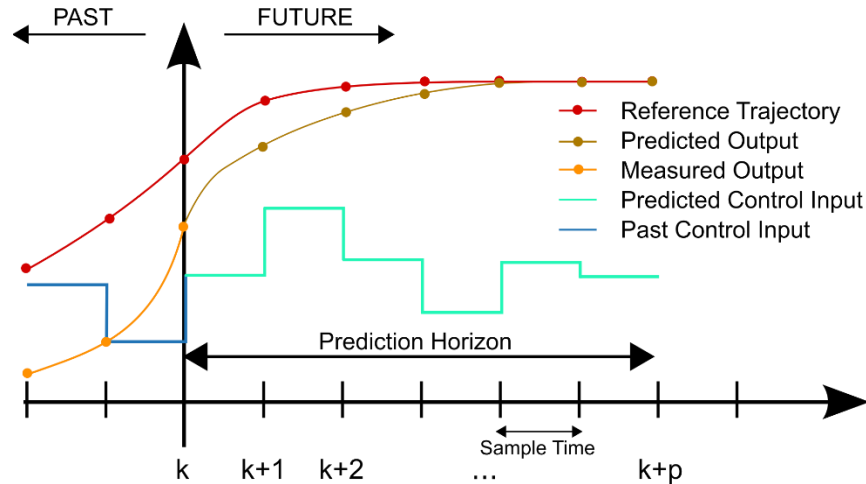 PAST
FUTURE
Reference Trajectory
Predicted Output
Measured Output
Predicted Control Input
Past Control Input
Prediction Horizon
Sample Time
k
k+1
k+2
...
k+p